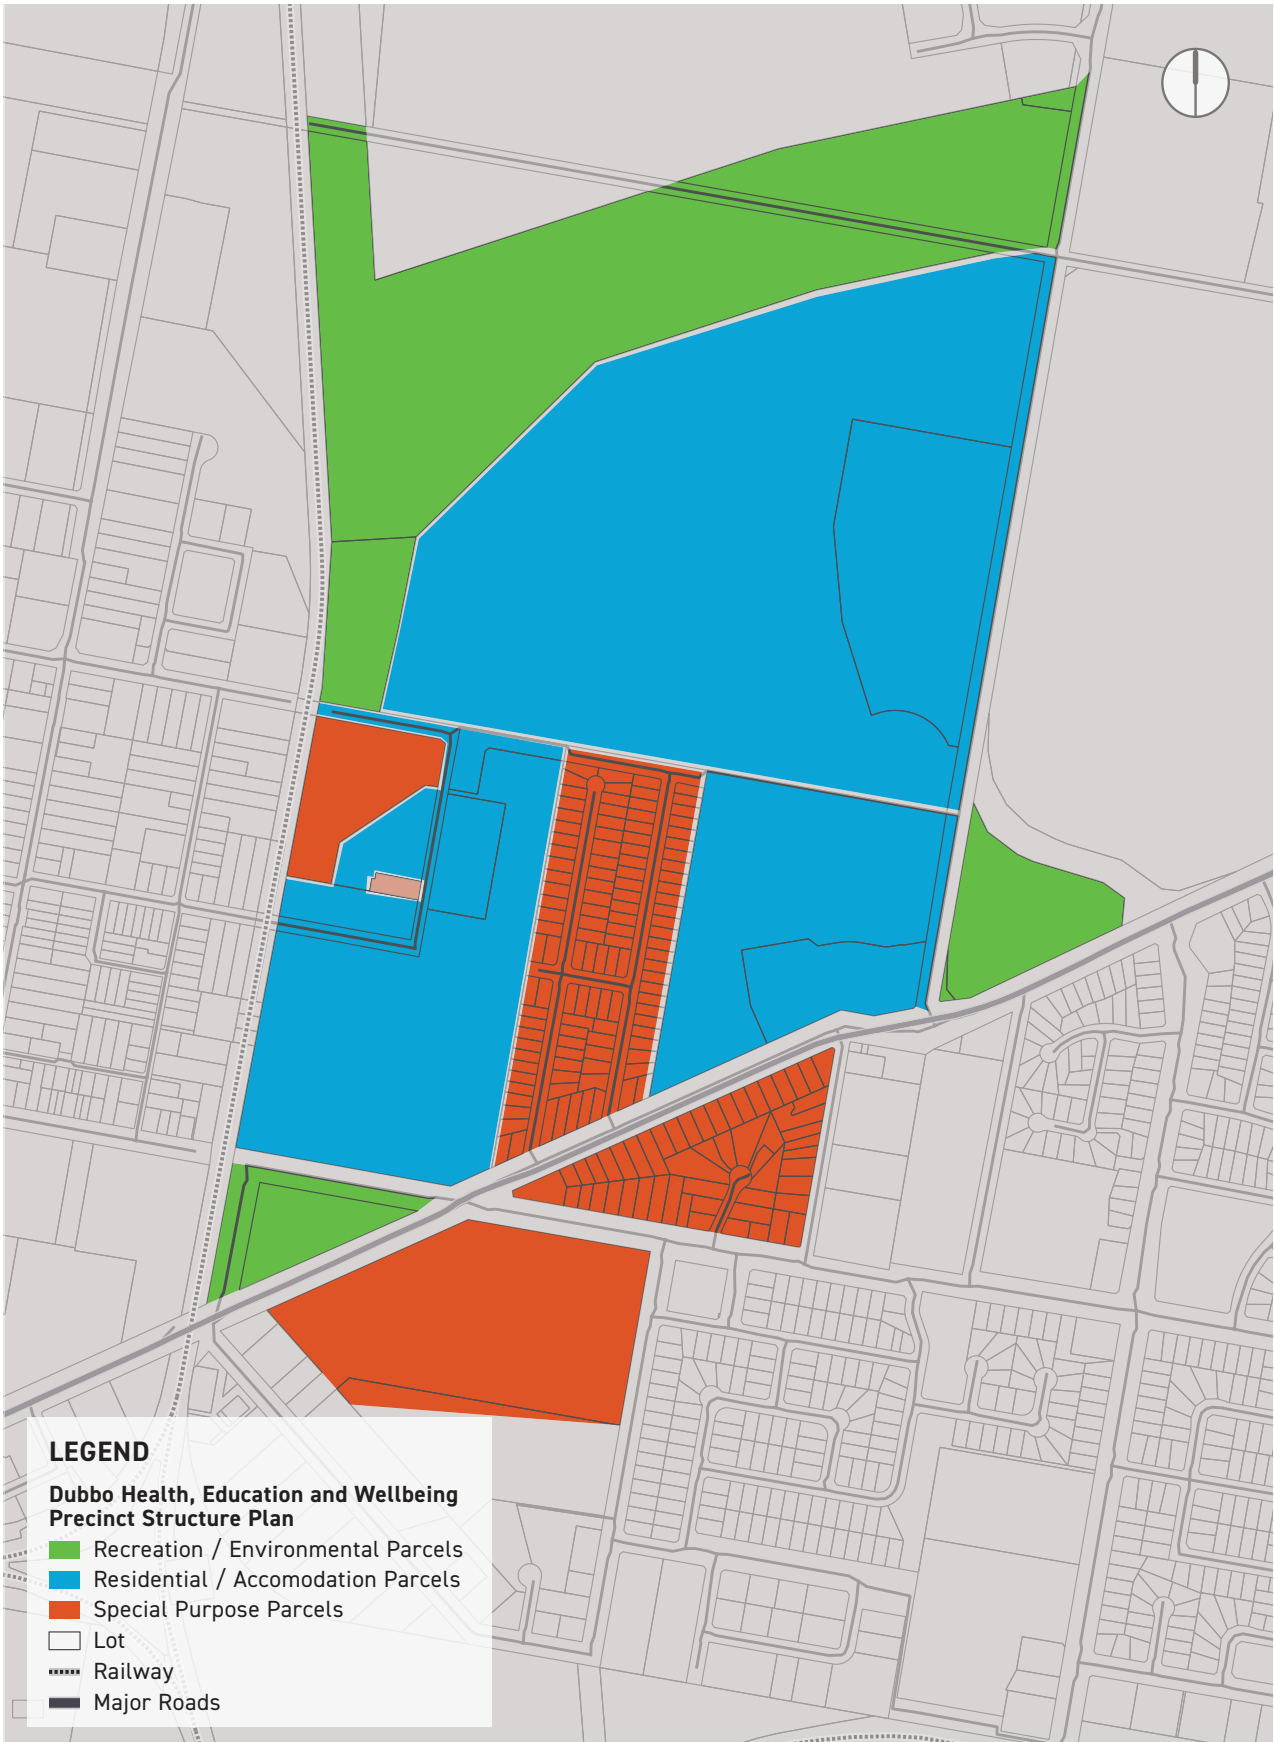 LEGEND
Dubbo Health, Education and Wellbeing
Precinct Structure Plan
Recreation / Environmental Parcels
Residential / Accomodation Parcels
Special Purpose Parcels
Lot
Railway
Major Roads